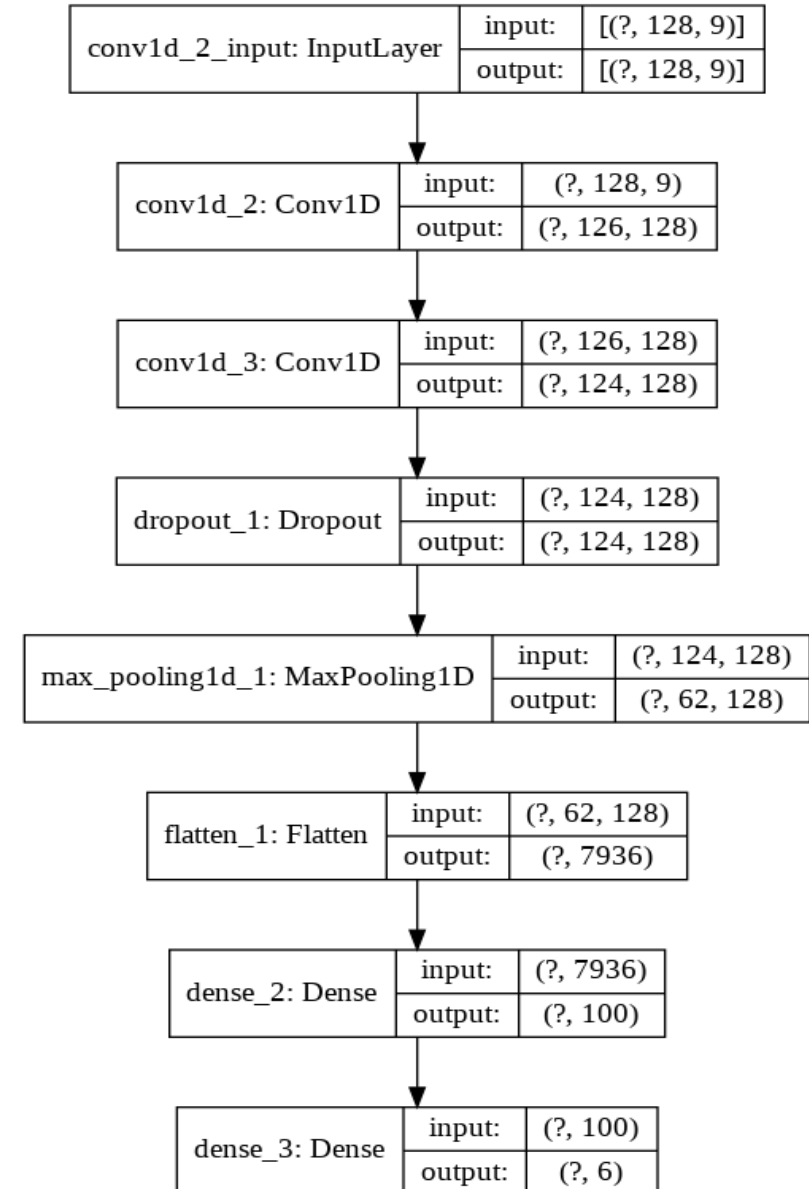 conv1d_2_input: InputLayer
input:
[(?, 128, 9)]
output:
[(?, 128, 9)]
conv1d_2: Conv1D
input:
(?, 128, 9)
output:
(?, 126, 128)
conv1d_3: Conv1D
input:
(?, 126, 128)
output:
(?, 124, 128)
dropout_1: Dropout
input:
(?, 124, 128)
output:
(?, 124, 128)
max_pooling1d_1: MaxPooling1D
input:
(?, 124, 128)
output:
(?, 62, 128)
flatten_1: Flatten
input:
(?, 62, 128)
output:
(?, 7936)
dense_2: Dense
input:
(?, 7936)
output:
(?, 100)
dense_3: Dense
input:
(?, 100)
output:
(?, 6)